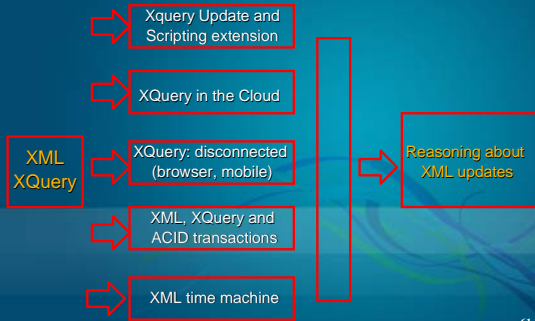 Xquery Update and
Scripting extension
XQuery in the Cloud
XML
XQuery
XQuery: disconnected
(browser, mobile)
Reasoning about
XML updates
XML, XQuery and
ACID transactions
XML time machine